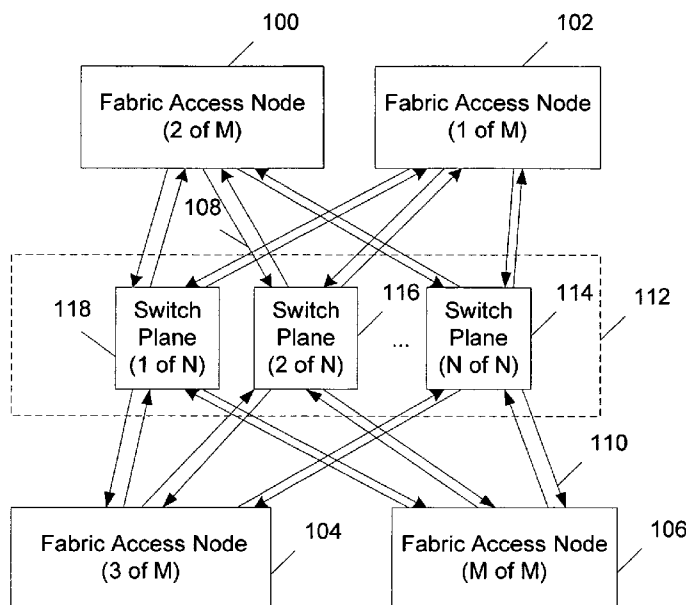 100
102
Fabric Access Node
(2 of M)
Fabric Access Node
(1 of M)
108
118
Switch
Plane
(1 of N)
Switch
Plane
(2 of N)
116
...
Switch
Plane
(N of N)
114
112
110
Fabric Access Node
(3 of M)
104
Fabric Access Node
(M of M)
106